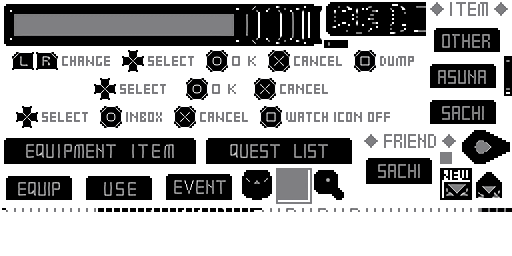 ◆ ITEM ◆
OTHER
L R CHANGE SELECT O K CANCEL DUMP
ASUNA
SELECT O K CANCEL
SACHI
SELECT INBOX CANCEL WATCH ICON OFF
EQUIPMENT ITEM QUEST LIST
◆ FRIEND ◆
SACHI
EQUIP USE EVENT
NEW